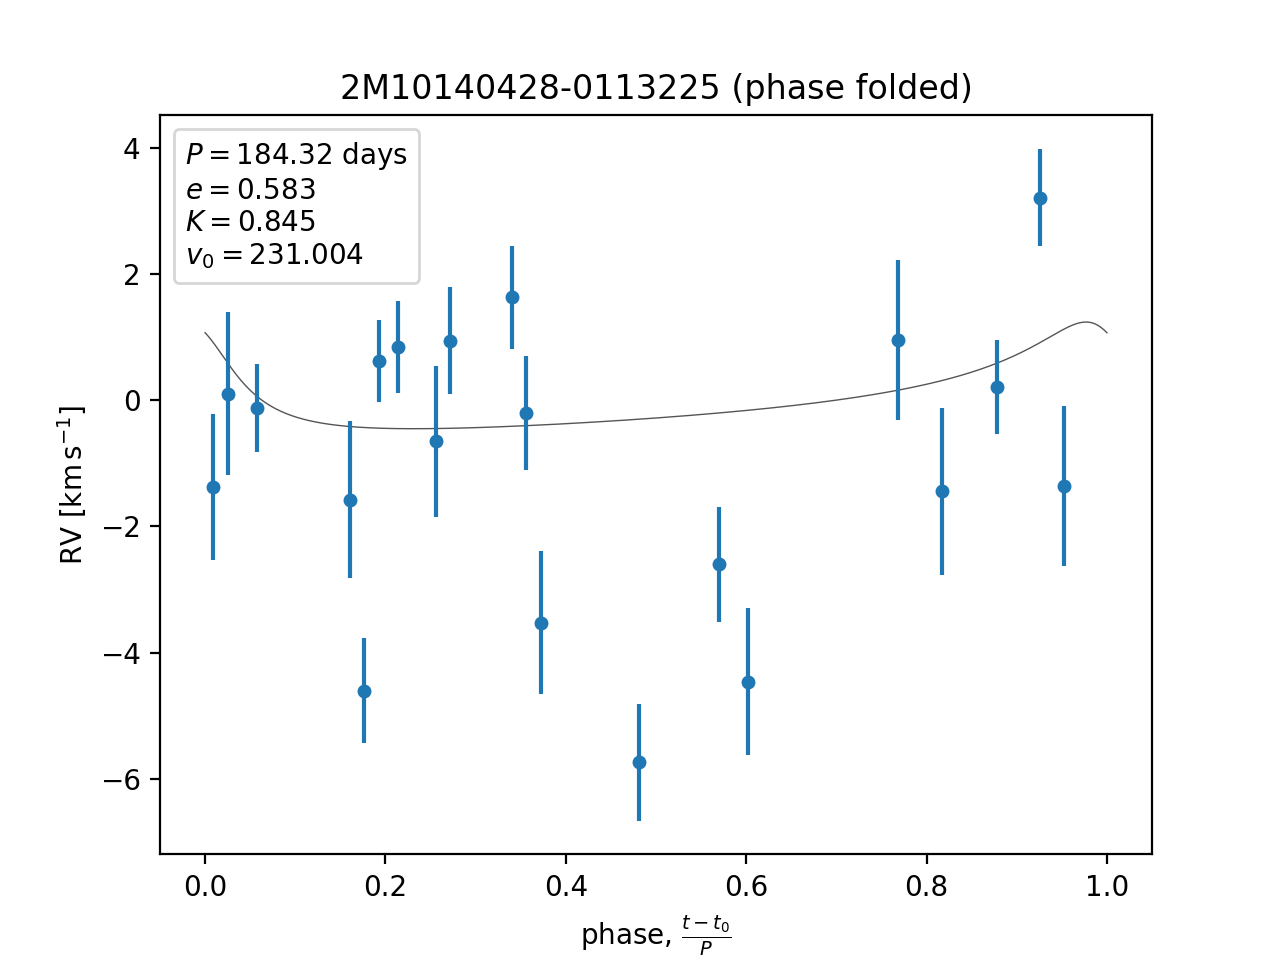 2M10140428-0113225 (phase folded)
P = 184.32 days
e = 0.583
K = 0.845
v₀ = 231.004
4
2
0
−2
−4
−6
RV [km s⁻¹]
0.0 0.2 0.4 0.6 0.8 1.0
phase, (t − t₀)/P